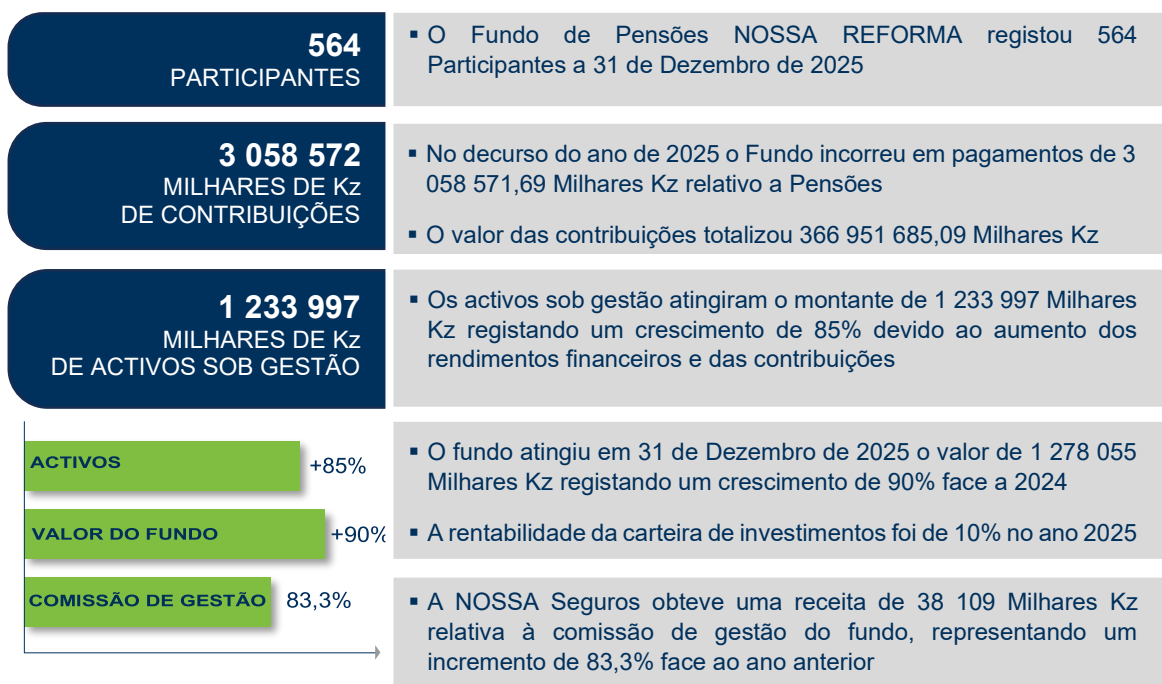 564
PARTICIPANTES
▪ O Fundo de Pensões NOSSA REFORMA registou 564
Participantes a 31 de Dezembro de 2025
3 058 572
MILHARES DE Kz
DE CONTRIBUIÇÕES
▪ No decurso do ano de 2025 o Fundo incorreu em pagamentos de 3
058 571,69 Milhares Kz relativo a Pensões
▪ O valor das contribuições totalizou 366 951 685,09 Milhares Kz
1 233 997
MILHARES DE Kz
DE ACTIVOS SOB GESTÃO
▪ Os activos sob gestão atingiram o montante de 1 233 997 Milhares
Kz registando um crescimento de 85% devido ao aumento dos
rendimentos financeiros e das contribuições
ACTIVOS +85%
VALOR DO FUNDO +90%
COMISSÃO DE GESTÃO 83,3%
▪ O fundo atingiu em 31 de Dezembro de 2025 o valor de 1 278 055
Milhares Kz registando um crescimento de 90% face a 2024
▪ A rentabilidade da carteira de investimentos foi de 10% no ano 2025
▪ A NOSSA Seguros obteve uma receita de 38 109 Milhares Kz
relativa à comissão de gestão do fundo, representando um
incremento de 83,3% face ao ano anterior